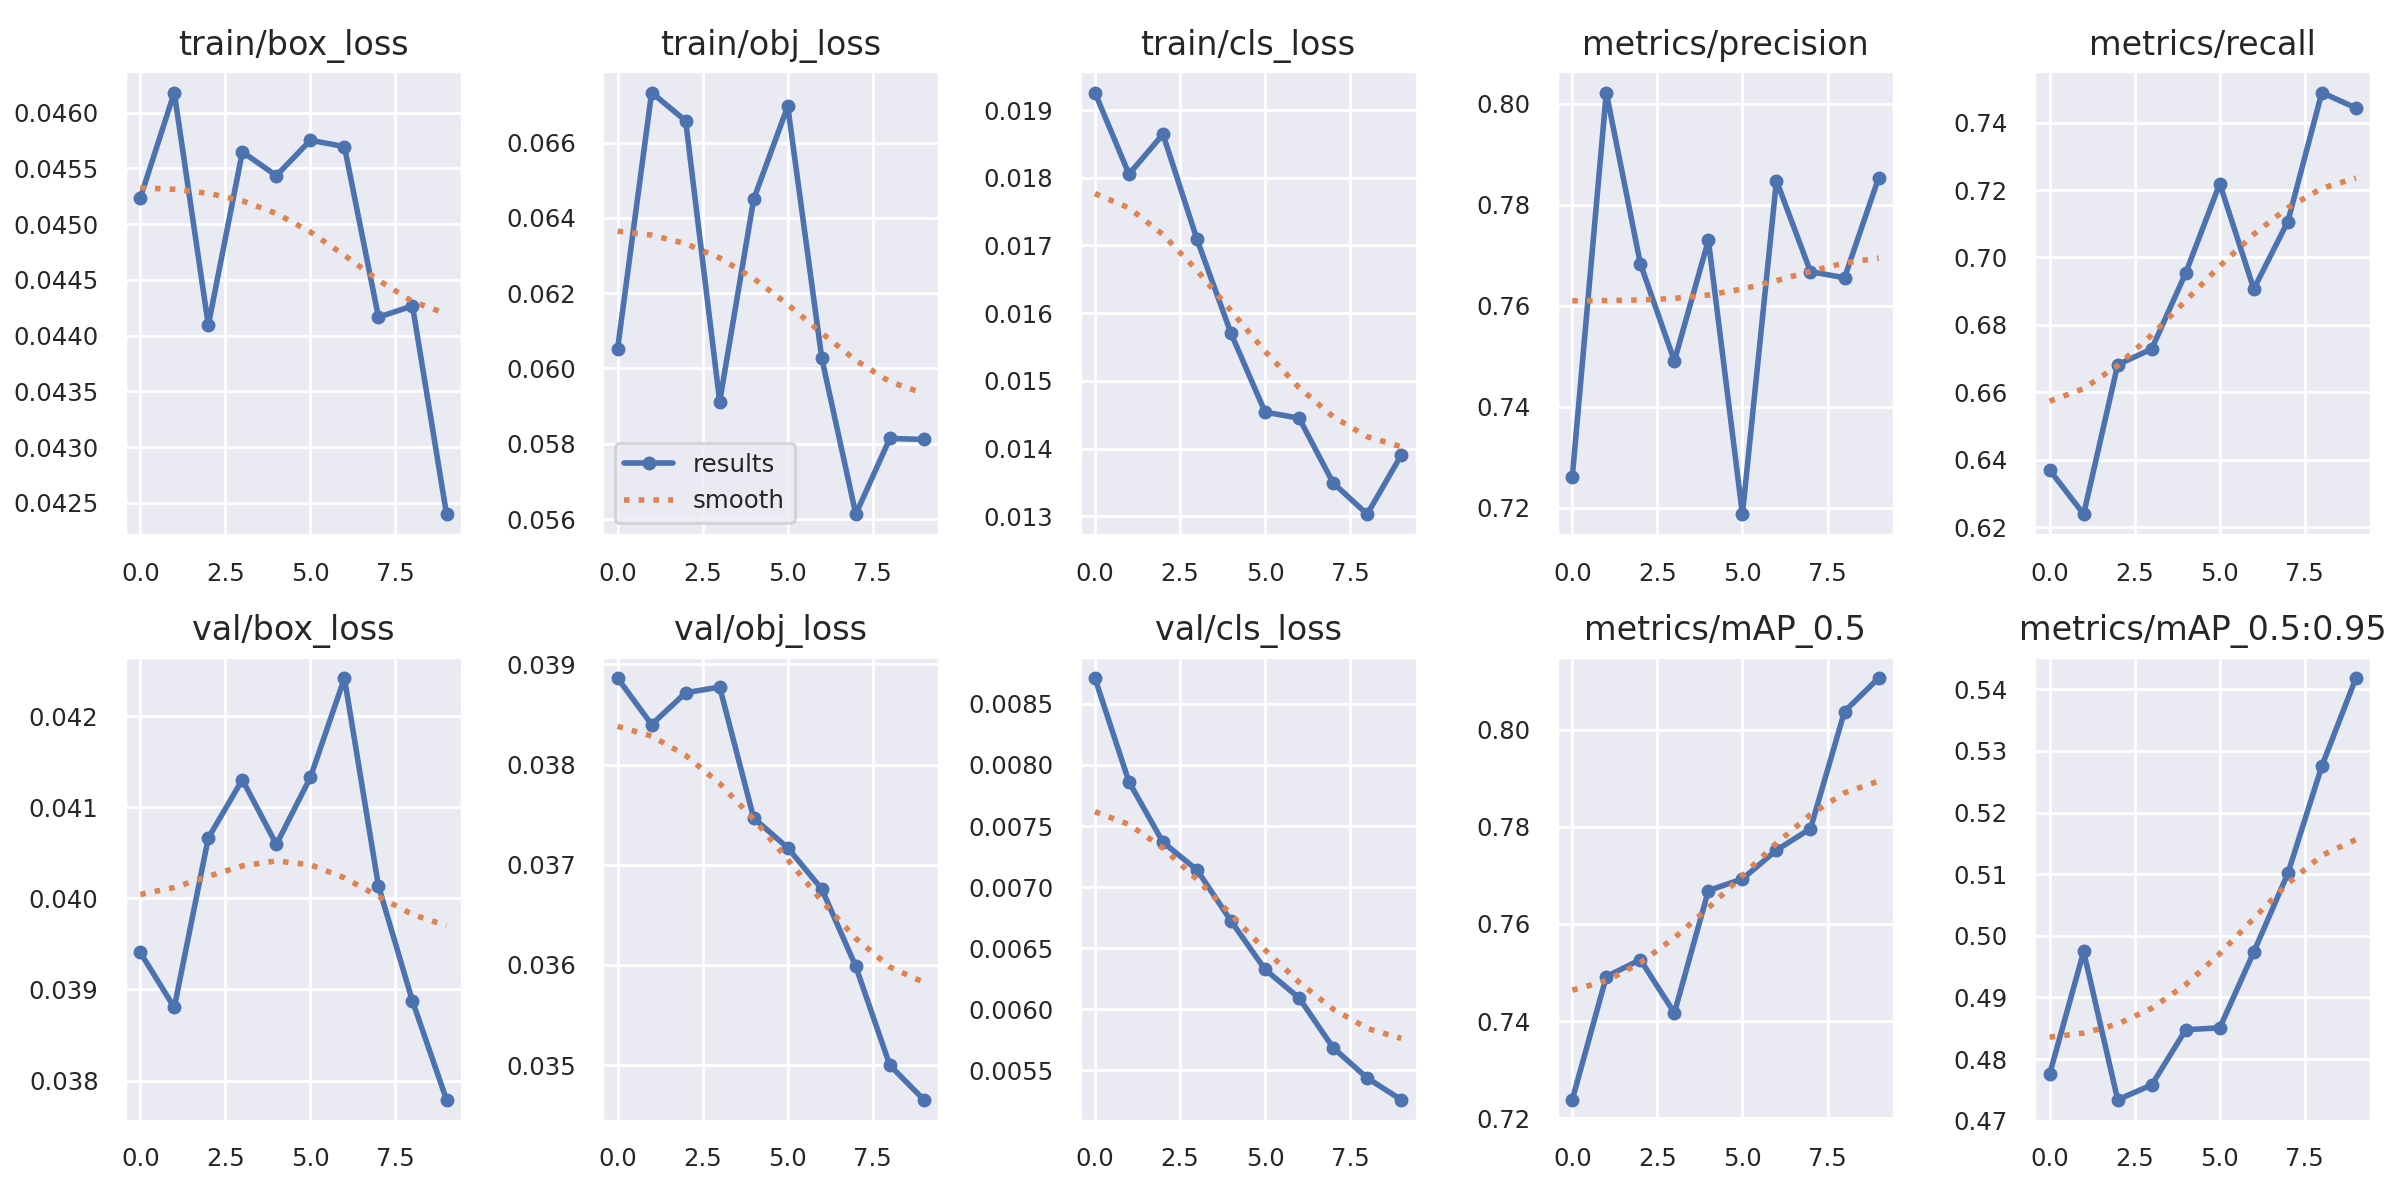 train/box_loss
0.0460
0.0455
0.0450
0.0445
0.0440
0.0435
0.0430
0.0425
0.0 2.5 5.0 7.5
train/obj_loss
0.066
0.064
0.062
0.060
0.058
0.056
results
smooth
0.0 2.5 5.0 7.5
train/cls_loss
0.019
0.018
0.017
0.016
0.015
0.014
0.013
0.0 2.5 5.0 7.5
metrics/precision
0.80
0.78
0.76
0.74
0.72
0.0 2.5 5.0 7.5
metrics/recall
0.74
0.72
0.70
0.68
0.66
0.64
0.62
0.0 2.5 5.0 7.5
val/box_loss
0.042
0.041
0.040
0.039
0.038
0.0 2.5 5.0 7.5
val/obj_loss
0.039
0.038
0.037
0.036
0.035
0.0 2.5 5.0 7.5
val/cls_loss
0.0085
0.0080
0.0075
0.0070
0.0065
0.0060
0.0055
0.0 2.5 5.0 7.5
metrics/mAP_0.5
0.80
0.78
0.76
0.74
0.72
0.0 2.5 5.0 7.5
metrics/mAP_0.5:0.95
0.54
0.53
0.52
0.51
0.50
0.49
0.48
0.47
0.0 2.5 5.0 7.5